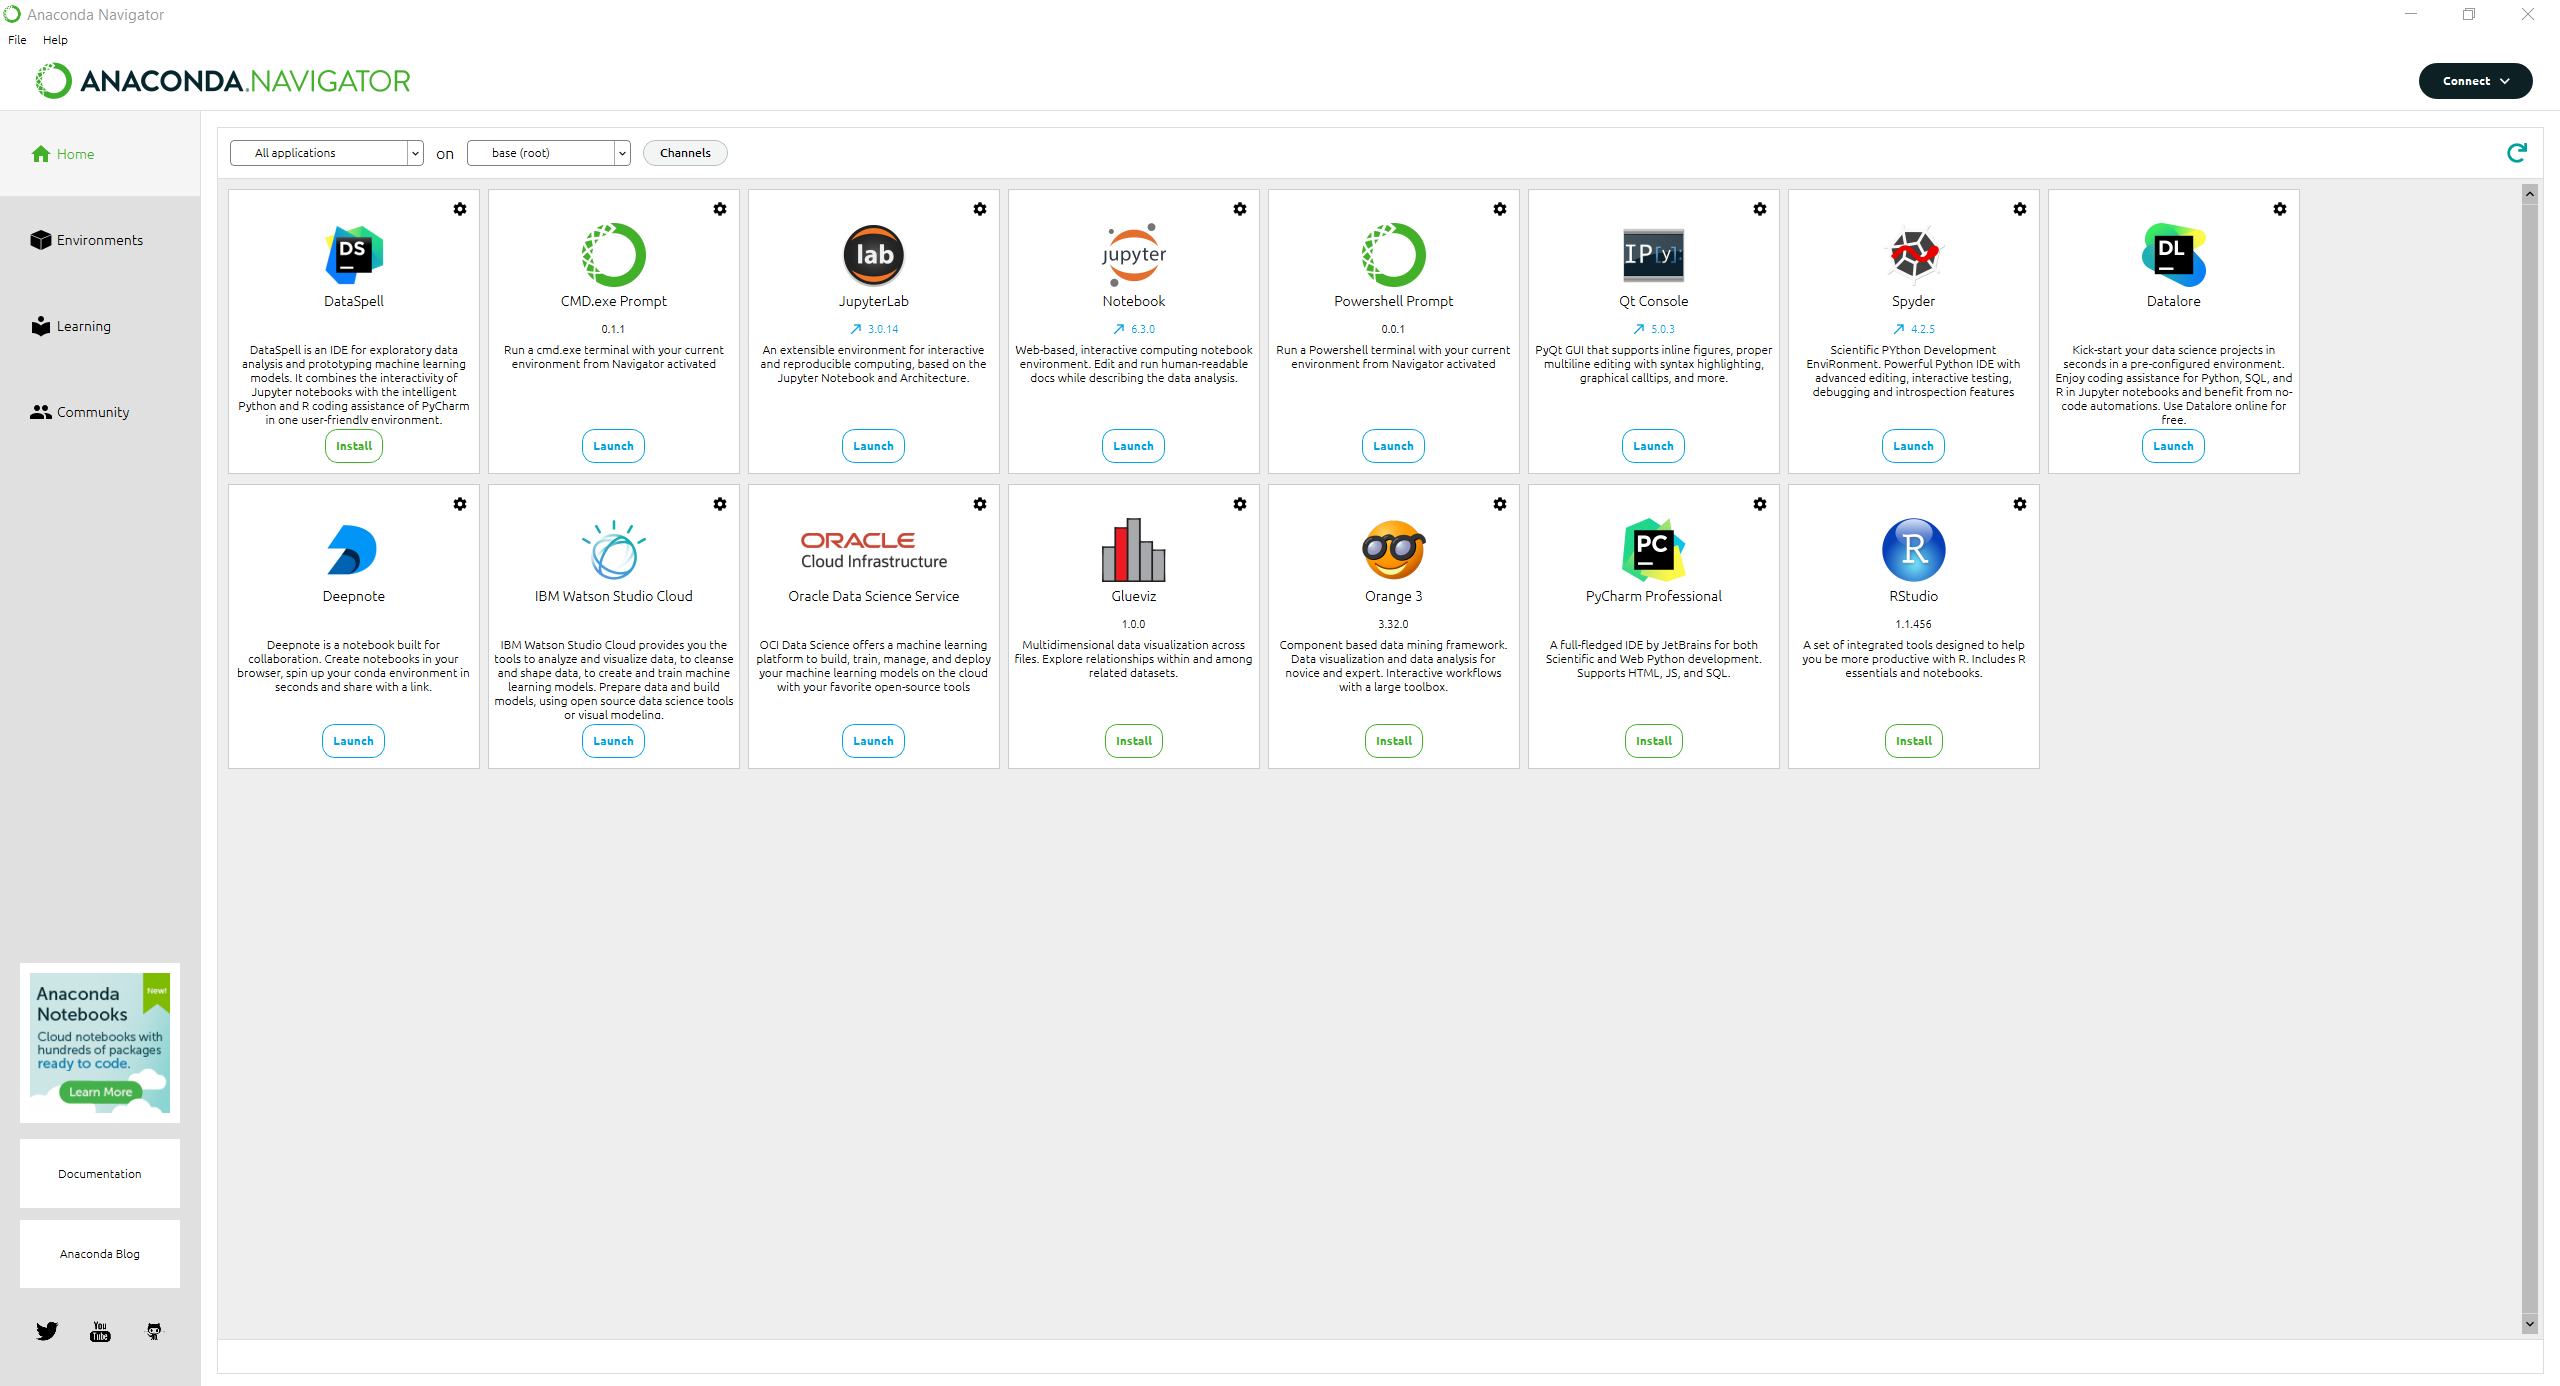 Anaconda Navigator
File Help
ANACONDA.NAVIGATOR
Connect
Home
Environments
Learning
Community
All applications on base (root) Channels
DS
DataSpell
DataSpell is an IDE for exploratory data
analysis and prototyping machine learning
models. It combines the interactivity of
Jupyter notebooks with the intelligent
Python and R coding assistance of PyCharm
in one user-friendly environment.
Install
CMD.exe Prompt
0.1.1
Run a cmd.exe terminal with your current
environment from Navigator activated
Launch
lab
JupyterLab
3.0.14
An extensible environment for interactive
and reproducible computing, based on the
Jupyter Notebook and Architecture.
Launch
jupyter
Notebook
6.3.0
Web-based, interactive computing notebook
environment. Edit and run human-readable
docs while describing the data analysis.
Launch
Powershell Prompt
0.0.1
Run a Powershell terminal with your current
environment from Navigator activated
Launch
IP[y]:
Qt Console
5.0.3
PyQt GUI that supports inline figures, proper
multiline editing with syntax highlighting,
graphical calltips, and more.
Launch
Spyder
4.2.5
Scientific PYthon Development
EnviRonment. Powerful Python IDE with
advanced editing, interactive testing,
debugging and introspection features
Launch
DL
Datalore
Kick-start your data science projects in
seconds in a pre-configured environment.
Enjoy coding assistance for Python, SQL, and
R in Jupyter notebooks and benefit from no-
code automations. Use Datalore online for
free.
Launch
Deepnote
Deepnote is a notebook built for
collaboration. Create notebooks in your
browser, spin up your conda environment in
seconds and share with a link.
Launch
IBM Watson Studio Cloud
IBM Watson Studio Cloud provides you the
tools to analyze and visualize data, to cleanse
and shape data, to create and train machine
learning models. Prepare data and build
models, using open source data science tools
or visual modeling.
Launch
ORACLE
Cloud Infrastructure
Oracle Data Science Service
OCI Data Science offers a machine learning
platform to build, train, manage, and deploy
your machine learning models on the cloud
with your favorite open-source tools
Launch
Glueviz
1.0.0
Multidimensional data visualization across
files. Explore relationships within and among
related datasets.
Install
Orange 3
3.32.0
Component based data mining framework.
Data visualization and data analysis for
novice and expert. Interactive workflows
with a large toolbox.
Install
PC
PyCharm Professional
A full-fledged IDE by JetBrains for both
Scientific and Web Python development.
Supports HTML, JS, and SQL.
Install
R
RStudio
1.1.456
A set of integrated tools designed to help
you be more productive with R. Includes R
essentials and notebooks.
Install
New!
Anaconda
Notebooks
Cloud notebooks with
hundreds of packages
ready to code.
Learn More
Documentation
Anaconda Blog
You
Tube